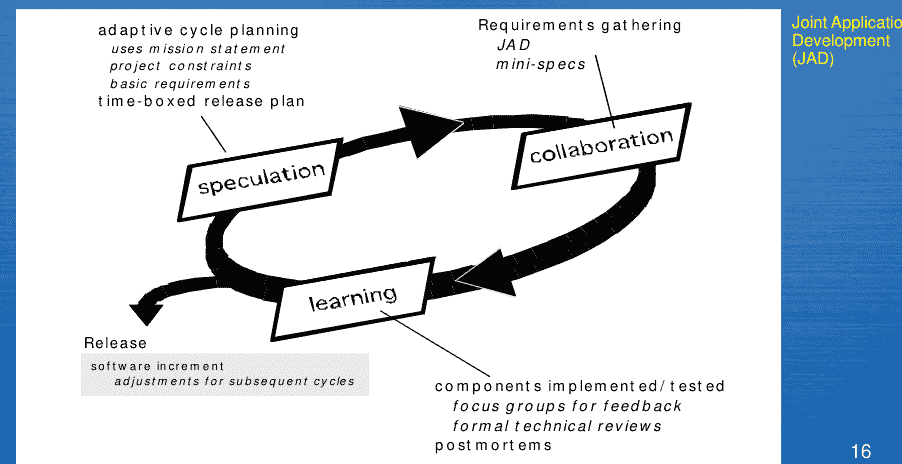 adaptive cycle planning
uses mission statement
project constraints
basic requirements
time-boxed release plan
Requirements gathering
JAD
mini-specs
speculation
collaboration
learning
Release
software increment
adjustments for subsequent cycles
components implemented/tested
focus groups for feedback
formal technical reviews
postmortems
Joint Applicatio
Development
(JAD)
16